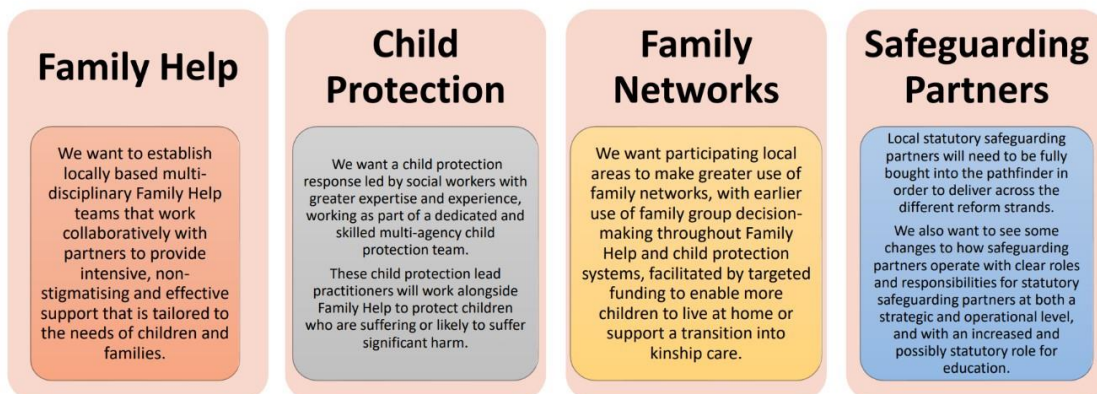 Family Help
We want to establish
locally based multi-
disciplinary Family Help
teams that work
collaboratively with
partners to provide
intensive, non-
stigmatising and effective
support that is tailored to
the needs of children and
families.
Child
Protection
We want a child protection
response led by social workers with
greater expertise and experience,
working as part of a dedicated and
skilled multi-agency child
protection team.
These child protection lead
practitioners will work alongside
Family Help to protect children
who are suffering or likely to suffer
significant harm.
Family
Networks
We want participating local
areas to make greater use of
family networks, with earlier
use of family group decision-
making throughout Family
Help and child protection
systems, facilitated by targeted
funding to enable more
children to live at home or
support a transition into
kinship care.
Safeguarding
Partners
Local statutory safeguarding
partners will need to be fully
bought into the pathfinder in
order to deliver across the
different reform strands.
We also want to see some
changes to how safeguarding
partners operate with clear roles
and responsibilities for statutory
safeguarding partners at both a
strategic and operational level,
and with an increased and
possibly statutory role for
education.